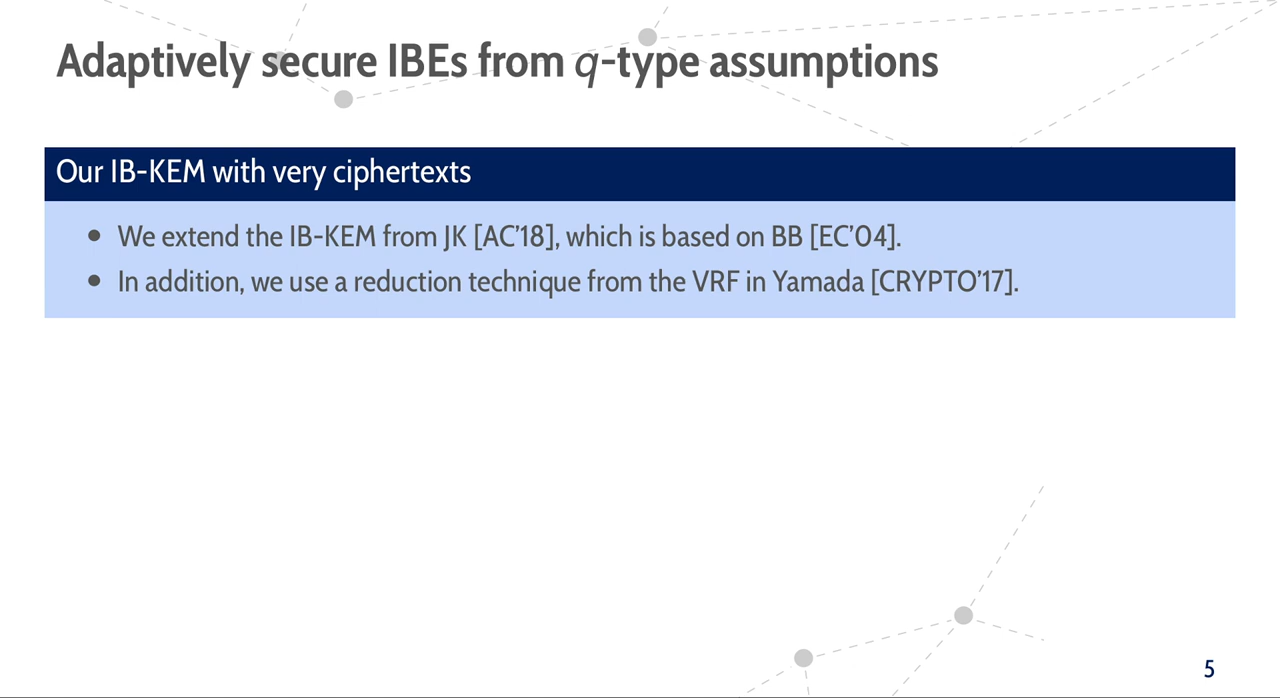 Adaptively secure IBEs from q-type assumptions
Our IB-KEM with very ciphertexts
• We extend the IB-KEM from JK [AC’18], which is based on BB [EC’04].
• In addition, we use a reduction technique from the VRF in Yamada [CRYPTO’17].
5